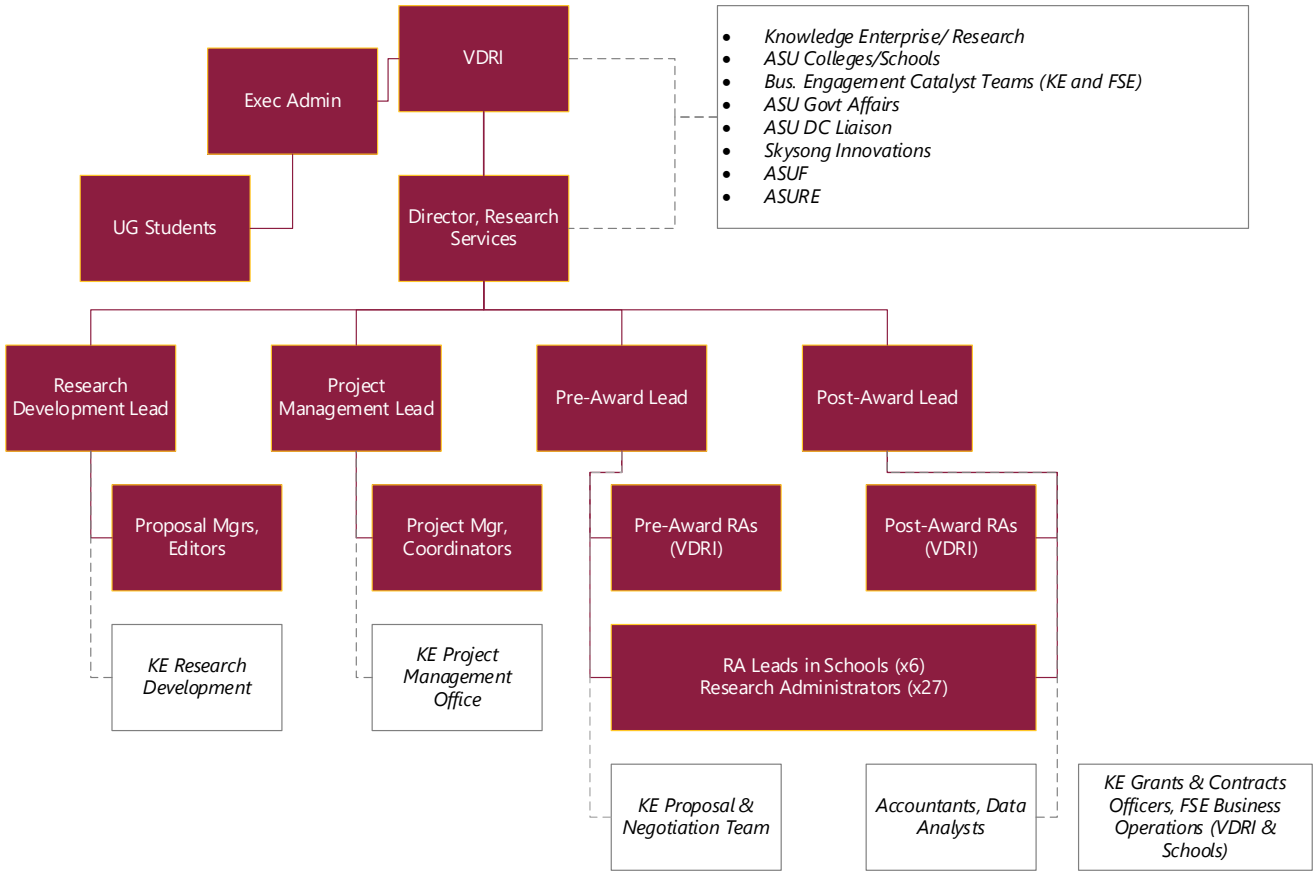 VDRI
Exec Admin
UG Students
Director, Research
Services
• Knowledge Enterprise/ Research
• ASU Colleges/Schools
• Bus. Engagement Catalyst Teams (KE and FSE)
• ASU Govt Affairs
• ASU DC Liaison
• Skysong Innovations
• ASUF
• ASURE
Research
Development Lead
Project
Management Lead
Pre-Award Lead
Post-Award Lead
Proposal Mgrs,
Editors
Project Mgr,
Coordinators
Pre-Award RAs
(VDRI)
Post-Award RAs
(VDRI)
KE Research
Development
KE Project
Management
Office
RA Leads in Schools (x6)
Research Administrators (x27)
KE Proposal &
Negotiation Team
Accountants, Data
Analysts
KE Grants & Contracts
Officers, FSE Business
Operations (VDRI &
Schools)